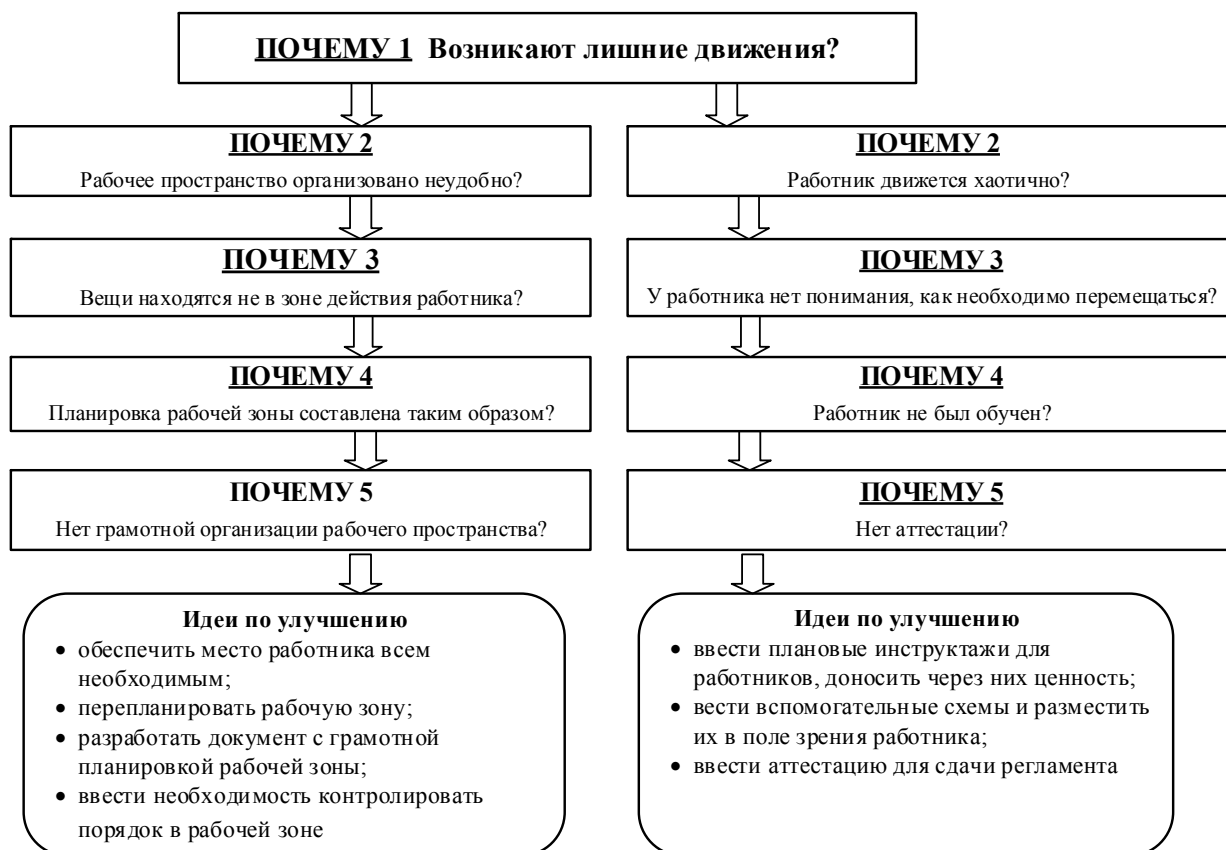 ПОЧЕМУ 1 Возникают лишние движения?
ПОЧЕМУ 2
Рабочее пространство организовано неудобно?
ПОЧЕМУ 3
Вещи находятся не в зоне действия работника?
ПОЧЕМУ 4
Планировка рабочей зоны составлена таким образом?
ПОЧЕМУ 5
Нет грамотной организации рабочего пространства?
Идеи по улучшению
• обеспечить место работника всем
необходимым;
• перепланировать рабочую зону;
• разработать документ с грамотной
планировкой рабочей зоны;
• ввести необходимость контролировать
порядок в рабочей зоне
ПОЧЕМУ 2
Работник движется хаотично?
ПОЧЕМУ 3
У работника нет понимания, как необходимо перемещаться?
ПОЧЕМУ 4
Работник не был обучен?
ПОЧЕМУ 5
Нет аттестации?
Идеи по улучшению
• ввести плановые инструктажи для
работников, доносить через них ценность;
• вести вспомогательные схемы и разместить
их в поле зрения работника;
• ввести аттестацию для сдачи регламента